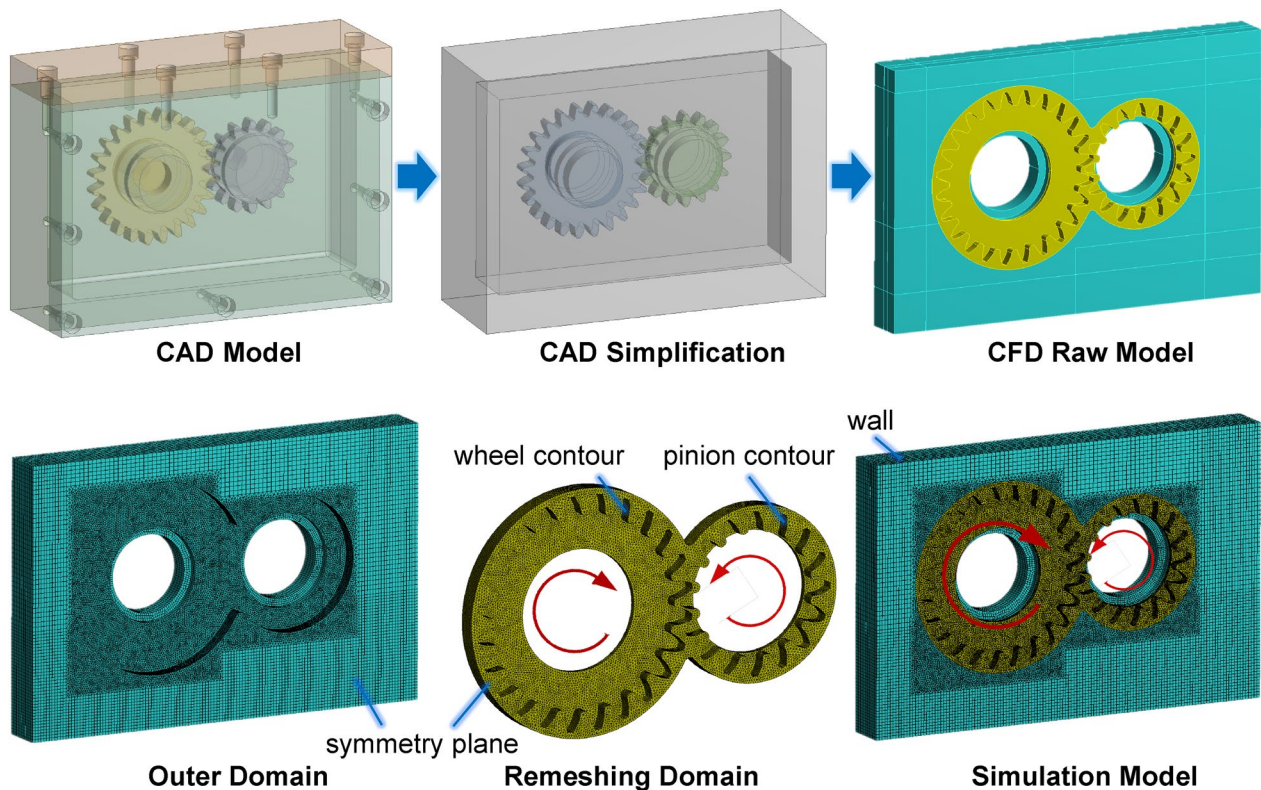 CAD Model
CAD Simplification
CFD Raw Model
wall
wheel contour
pinion contour
symmetry plane
Outer Domain
Remeshing Domain
Simulation Model